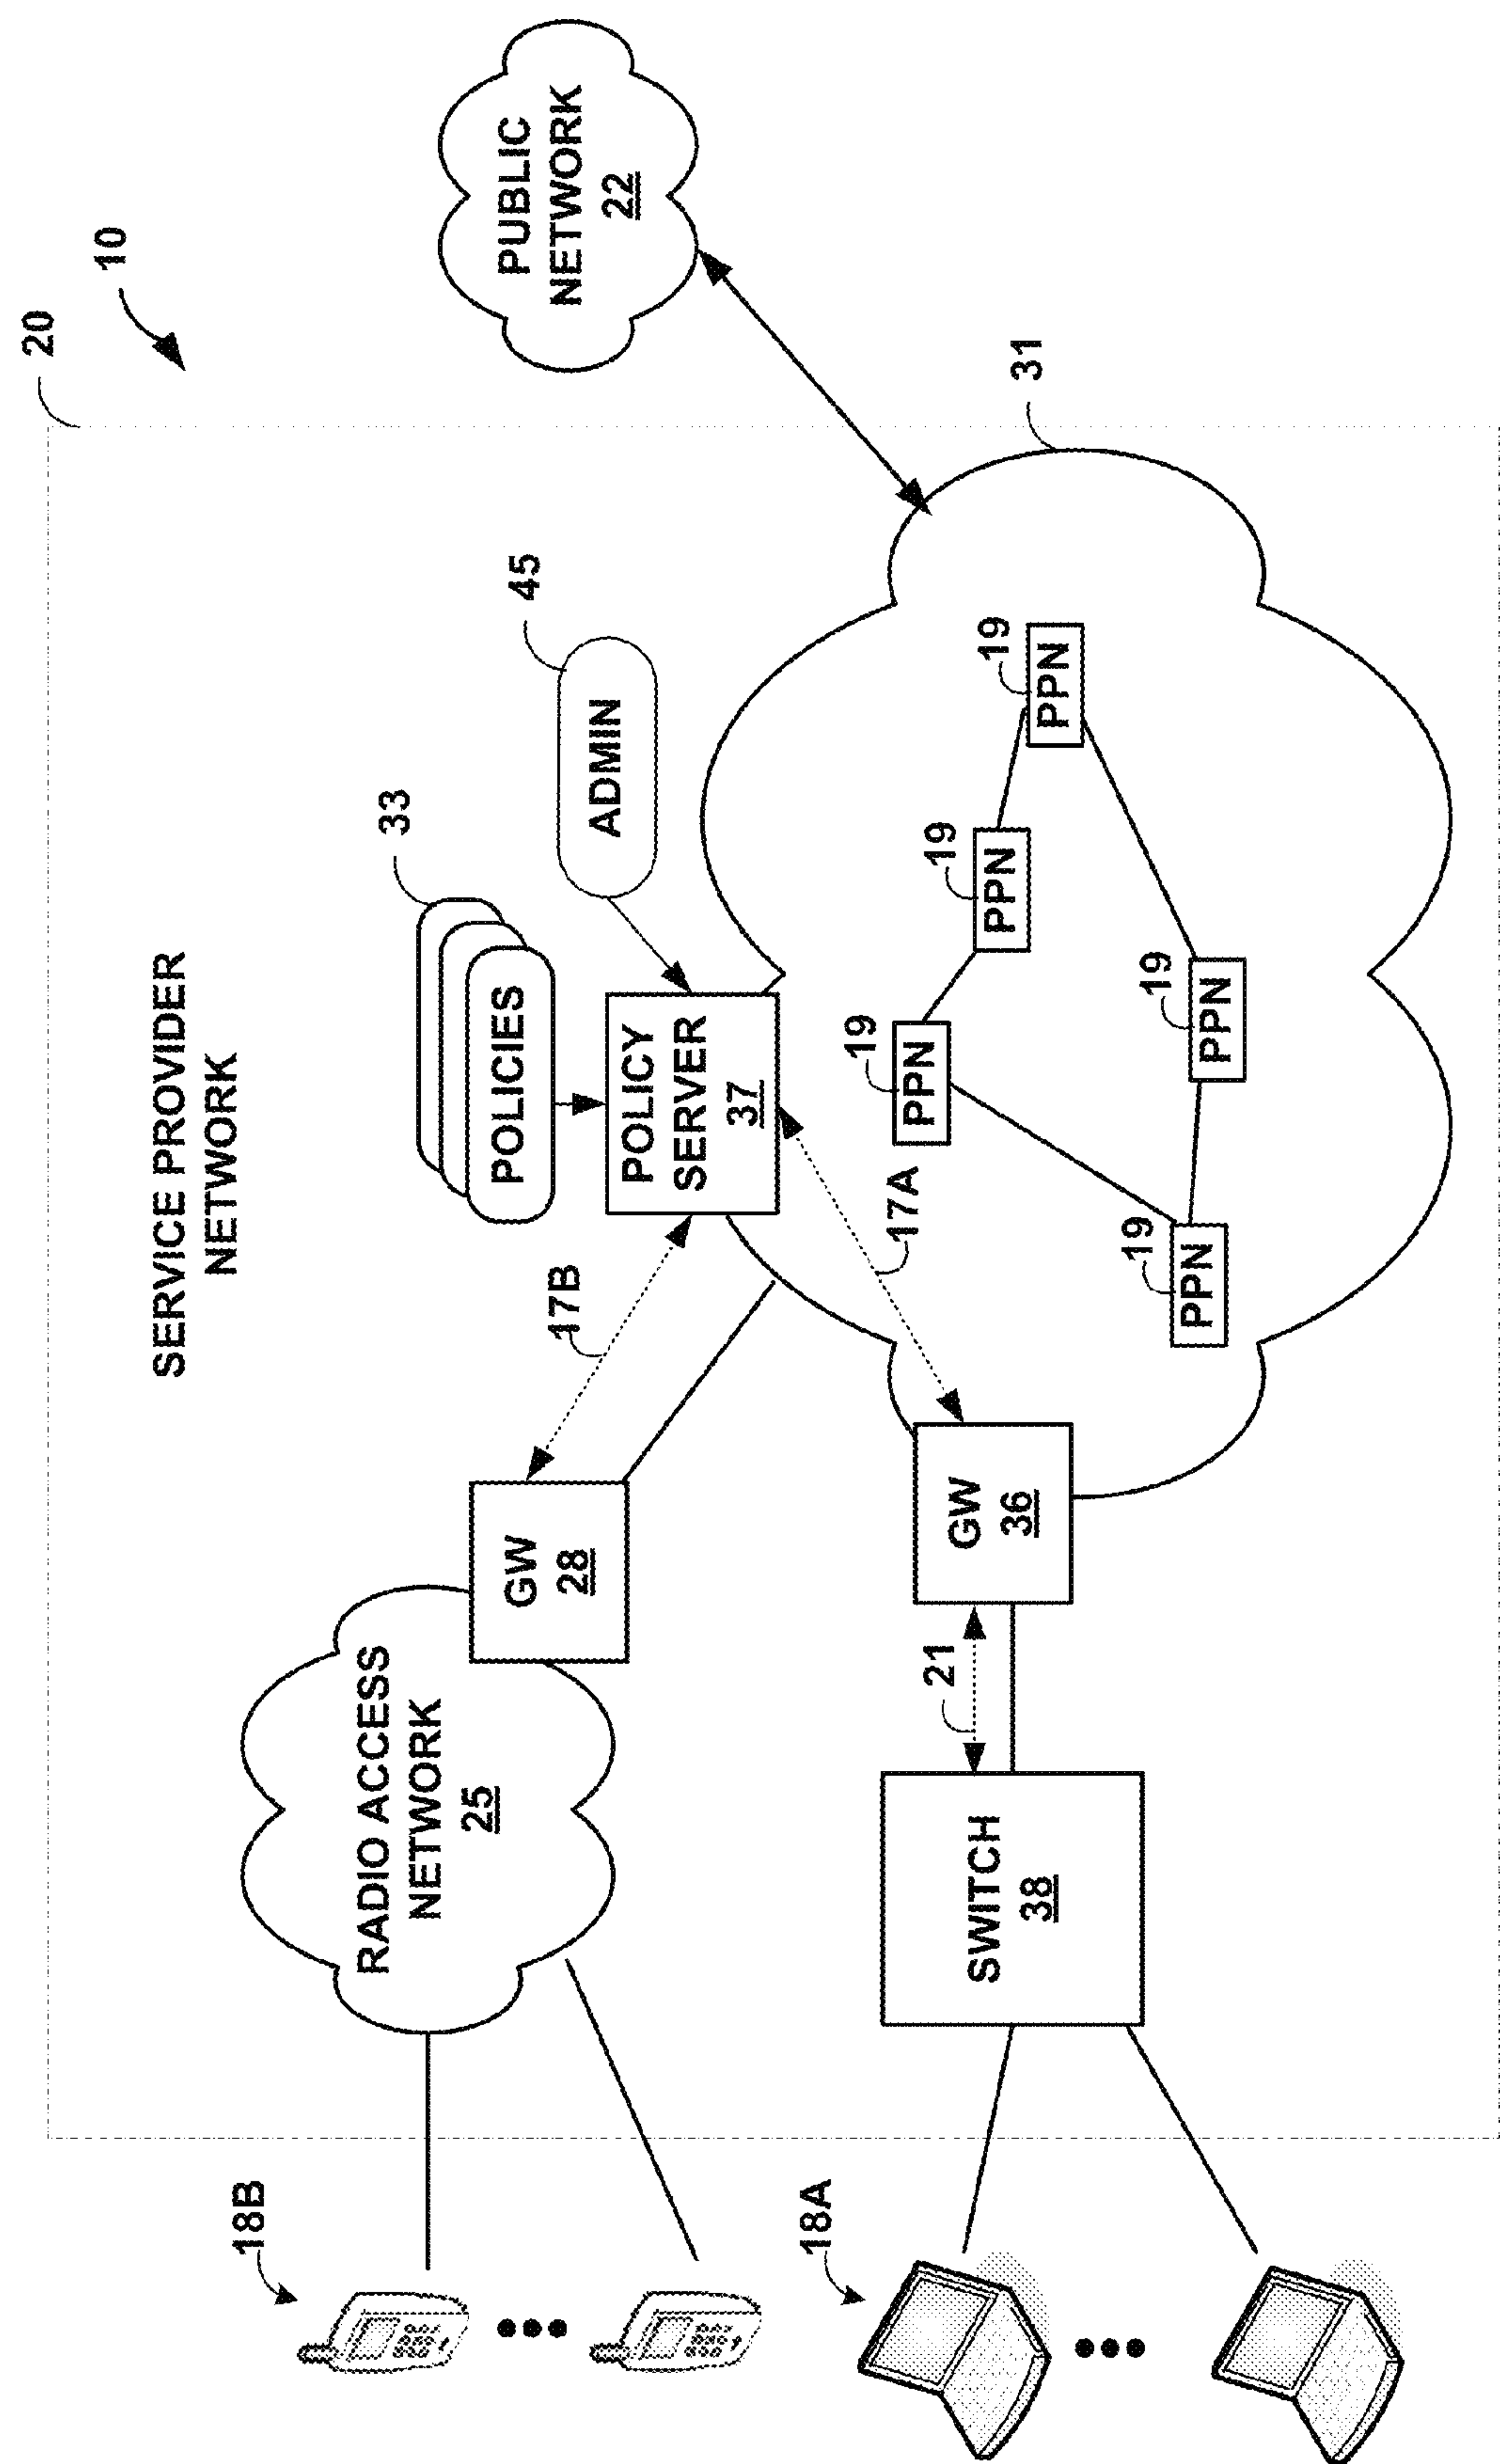 20
10
SERVICE PROVIDER
NETWORK
33
POLICIES
45
ADMIN
PUBLIC
NETWORK
22
18B
RADIO ACCESS
NETWORK
25
GW
28
17B
POLICY
SERVER
37
31
17A
18A
SWITCH
38
21
GW
36
19
PPN
19
PPN
19
PPN
19
PPN
19
PPN